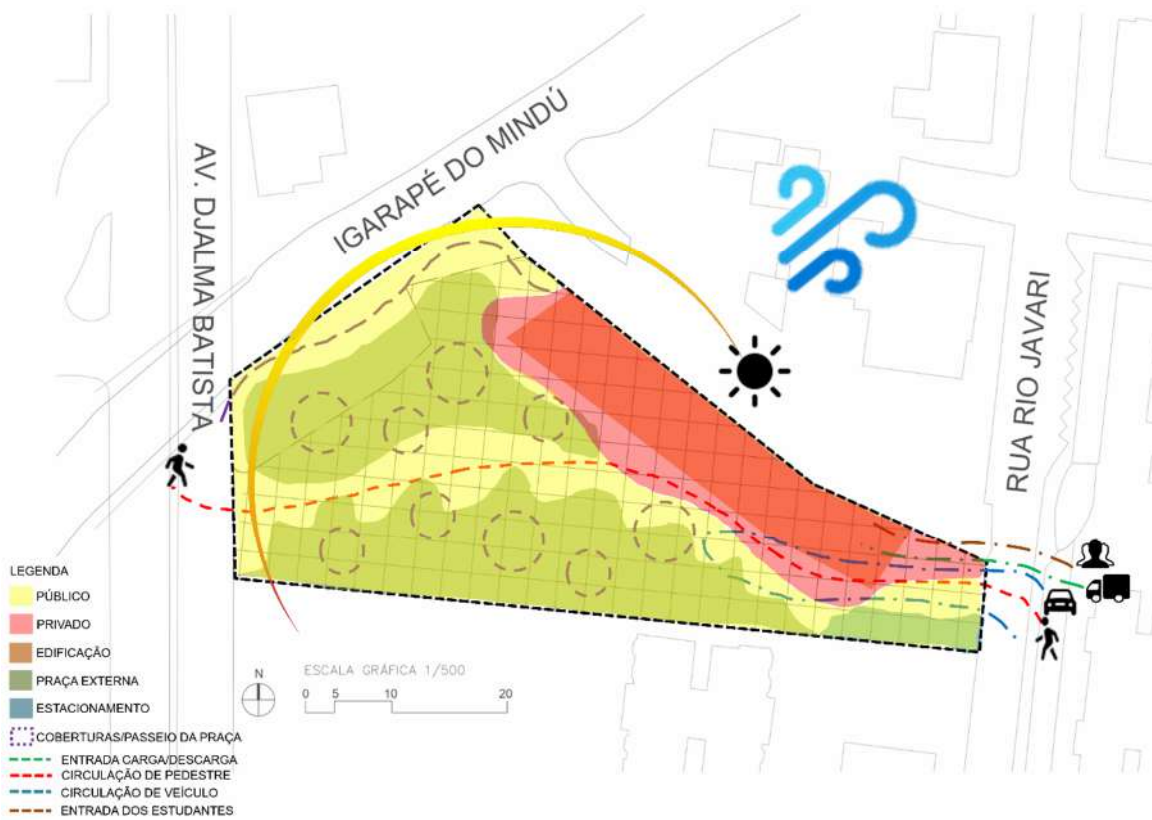 IGARAPÉ DO MINDÚ
AV. DJALMA BATISTA
RUA RIO JAVARI
LEGENDA
PÚBLICO
PRIVADO
EDIFICAÇÃO
PRAÇA EXTERNA
ESTACIONAMENTO
COBERTURAS/PASSEIO DA PRAÇA
ENTRADA CARGA/DESCARGA
CIRCULAÇÃO DE PEDESTRE
CIRCULAÇÃO DE VEÍCULO
ENTRADA DOS ESTUDANTES
N
ESCALA GRÁFICA 1/500
0 5 10 20